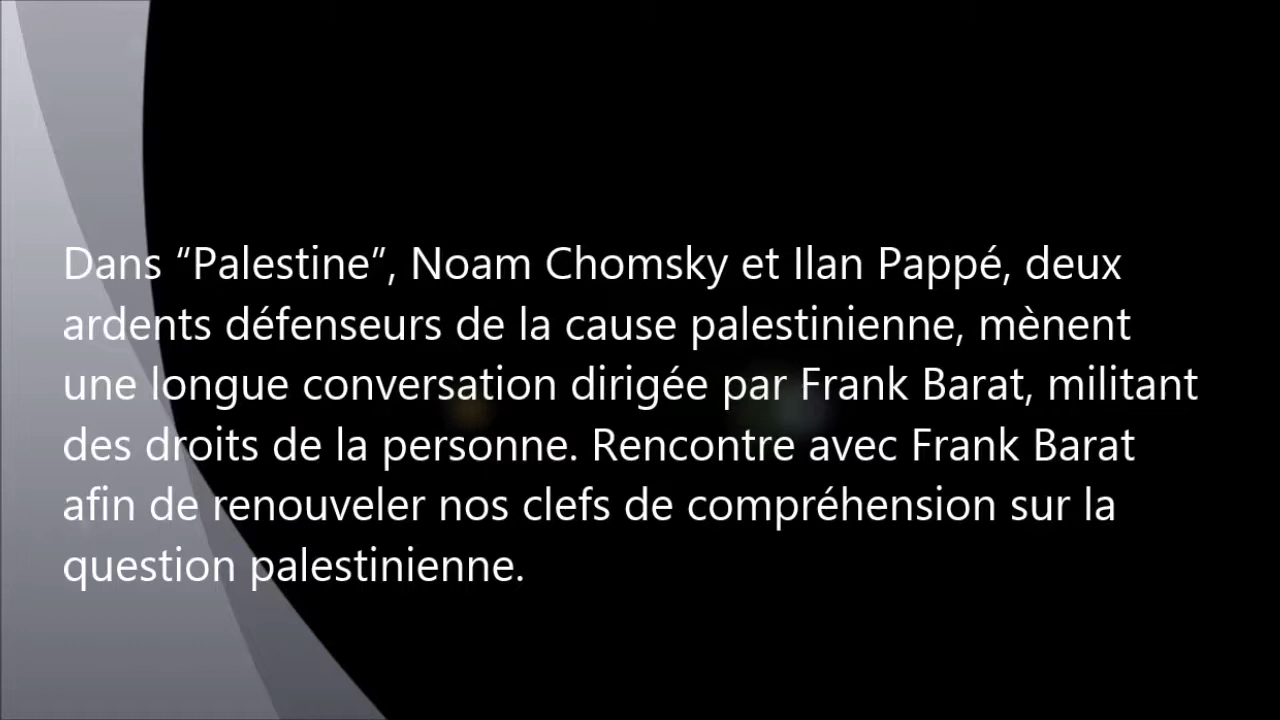 Dans “Palestine”, Noam Chomsky et Ilan Pappé, deux
ardents défenseurs de la cause palestinienne, mènent
une longue conversation dirigée par Frank Barat, militant
des droits de la personne. Rencontre avec Frank Barat
afin de renouveler nos clefs de compréhension sur la
question palestinienne.